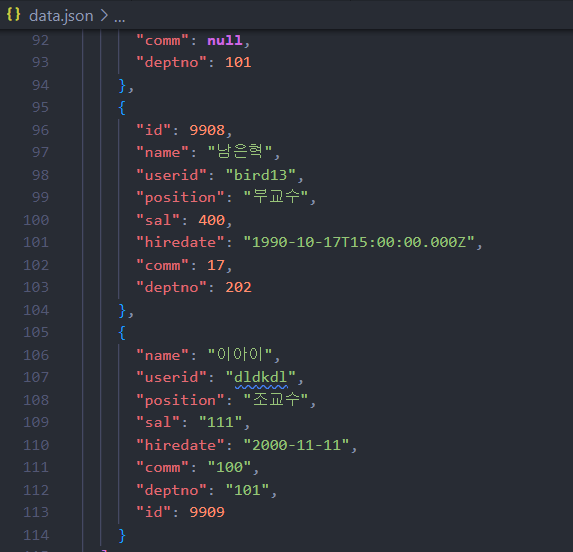 {} data.json > ...
92 "comm": null,
93 "deptno": 101
94 },
95 {
96 "id": 9908,
97 "name": "남은혁",
98 "userid": "bird13",
99 "position": "부교수",
100 "sal": 400,
101 "hiredate": "1990-10-17T15:00:00.000Z",
102 "comm": 17,
103 "deptno": 202
104 },
105 {
106 "name": "이아이",
107 "userid": "dldkdl",
108 "position": "조교수",
109 "sal": "111",
110 "hiredate": "2000-11-11",
111 "comm": "100",
112 "deptno": "101",
113 "id": 9909
114 }